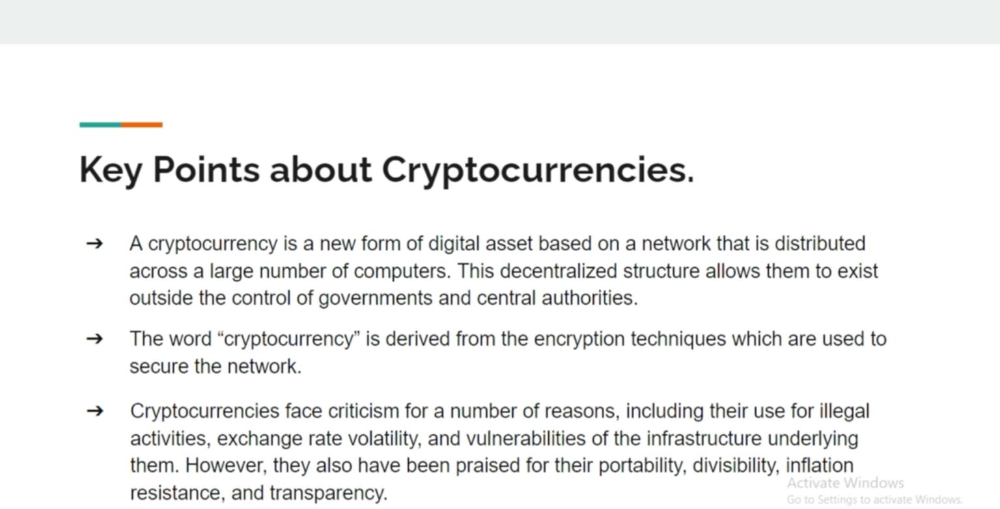 Key Points about Cryptocurrencies.
➔ A cryptocurrency is a new form of digital asset based on a network that is distributed
across a large number of computers. This decentralized structure allows them to exist
outside the control of governments and central authorities.
➔ The word “cryptocurrency” is derived from the encryption techniques which are used to
secure the network.
➔ Cryptocurrencies face criticism for a number of reasons, including their use for illegal
activities, exchange rate volatility, and vulnerabilities of the infrastructure underlying
them. However, they also have been praised for their portability, divisibility, inflation
resistance, and transparency.
Activate Windows
Go to Settings to activate Windows.